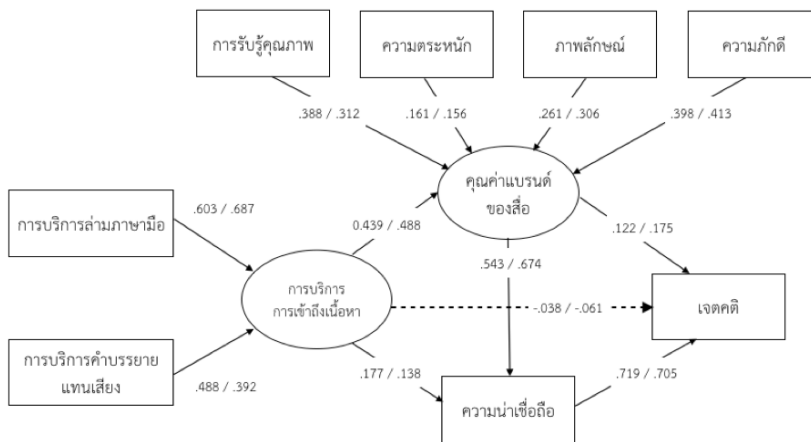 การรับรู้คุณภาพ
ความตระหนัก
ภาพลักษณ์
ความภักดี
.388 / .312
.161 / .156
.261 / .306
.398 / .413
คุณค่าแบรนด์
ของสื่อ
การบริการล่ามภาษามือ
.603 / .687
0.439 / .488
.122 / .175
.543 / .674
การบริการ
การเข้าถึงเนื้อหา
-.038 / -.061
เจตคติ
การบริการคำบรรยาย
แทนเสียง
.488 / .392
.177 / .138
.719 / .705
ความน่าเชื่อถือ